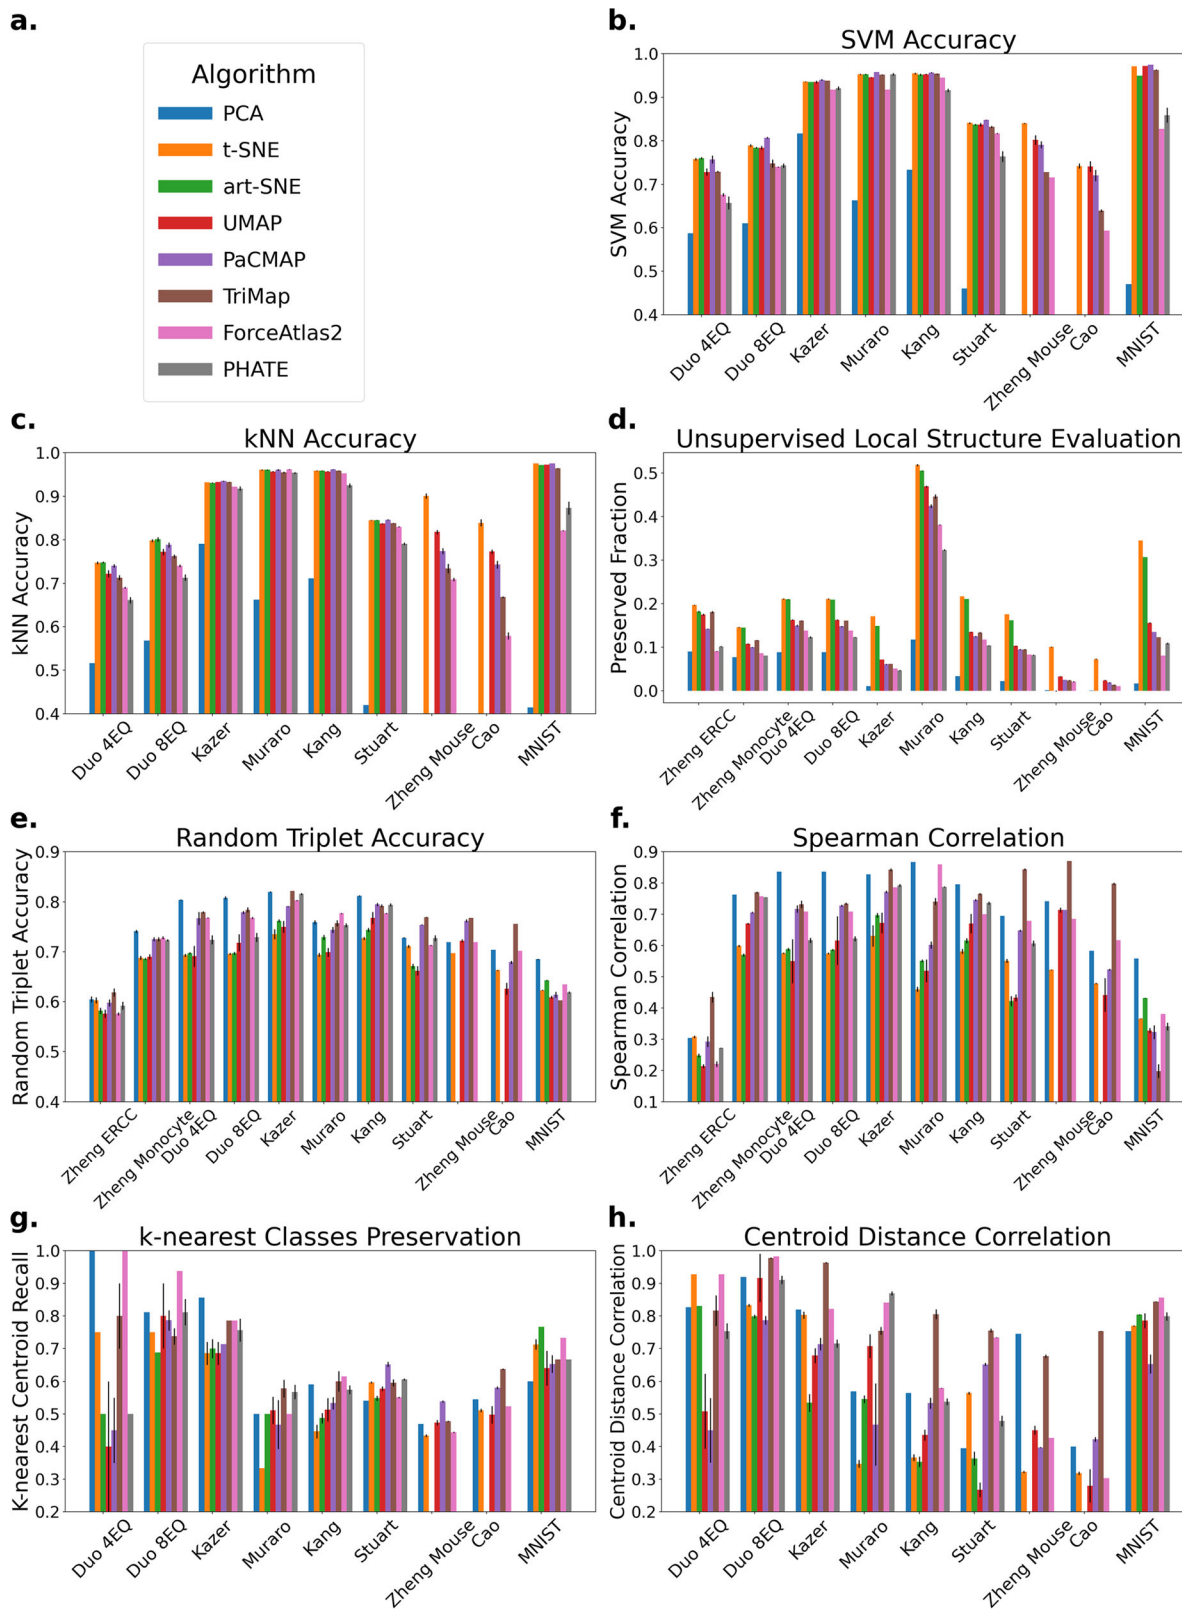 a.
Algorithm
PCA
t-SNE
art-SNE
UMAP
PaCMAP
TriMap
ForceAtlas2
PHATE
b.
SVM Accuracy
SVM Accuracy
1.0
0.9
0.8
0.7
0.6
0.5
0.4
Duo 4EQ
Duo 8EQ
Kazer
Muraro
Kang
Stuart
Zheng Mouse
Cao
MNIST
c.
kNN Accuracy
kNN Accuracy
1.0
0.9
0.8
0.7
0.6
0.5
0.4
Duo 4EQ
Duo 8EQ
Kazer
Muraro
Kang
Stuart
Zheng Mouse
Cao
MNIST
d.
Unsupervised Local Structure Evaluation
Preserved Fraction
0.5
0.4
0.3
0.2
0.1
0.0
Zheng ERCC
Zheng Monocyte
Duo 4EQ
Duo 8EQ
Kazer
Muraro
Kang
Stuart
Zheng Mouse
Cao
MNIST
e.
Random Triplet Accuracy
Random Triplet Accuracy
0.9
0.8
0.7
0.6
0.5
0.4
Zheng ERCC
Zheng Monocyte
Duo 4EQ
Duo 8EQ
Kazer
Muraro
Kang
Stuart
Zheng Mouse
Cao
MNIST
f.
Spearman Correlation
Spearman Correlation
0.9
0.8
0.7
0.6
0.5
0.4
0.3
0.2
0.1
Zheng ERCC
Zheng Monocyte
Duo 4EQ
Duo 8EQ
Kazer
Muraro
Kang
Stuart
Zheng Mouse
Cao
MNIST
g.
k-nearest Classes Preservation
K-nearest Centroid Recall
1.0
0.9
0.8
0.7
0.6
0.5
0.4
0.3
0.2
Duo 4EQ
Duo 8EQ
Kazer
Muraro
Kang
Stuart
Zheng Mouse
Cao
MNIST
h.
Centroid Distance Correlation
Centroid Distance Correlation
1.0
0.9
0.8
0.7
0.6
0.5
0.4
0.3
0.2
Duo 4EQ
Duo 8EQ
Kazer
Muraro
Kang
Stuart
Zheng Mouse
Cao
MNIST